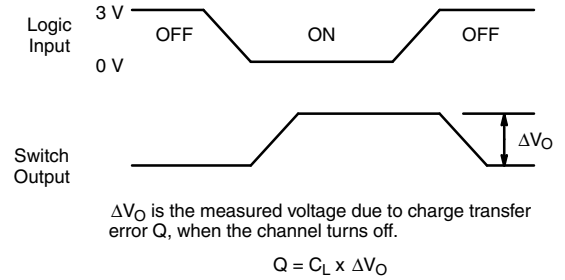 Logic
Input
3 V
0 V
OFF
ON
OFF
Switch
Output
ΔVO
ΔVO is the measured voltage due to charge transfer
error Q, when the channel turns off.
Q = CL x ΔVO